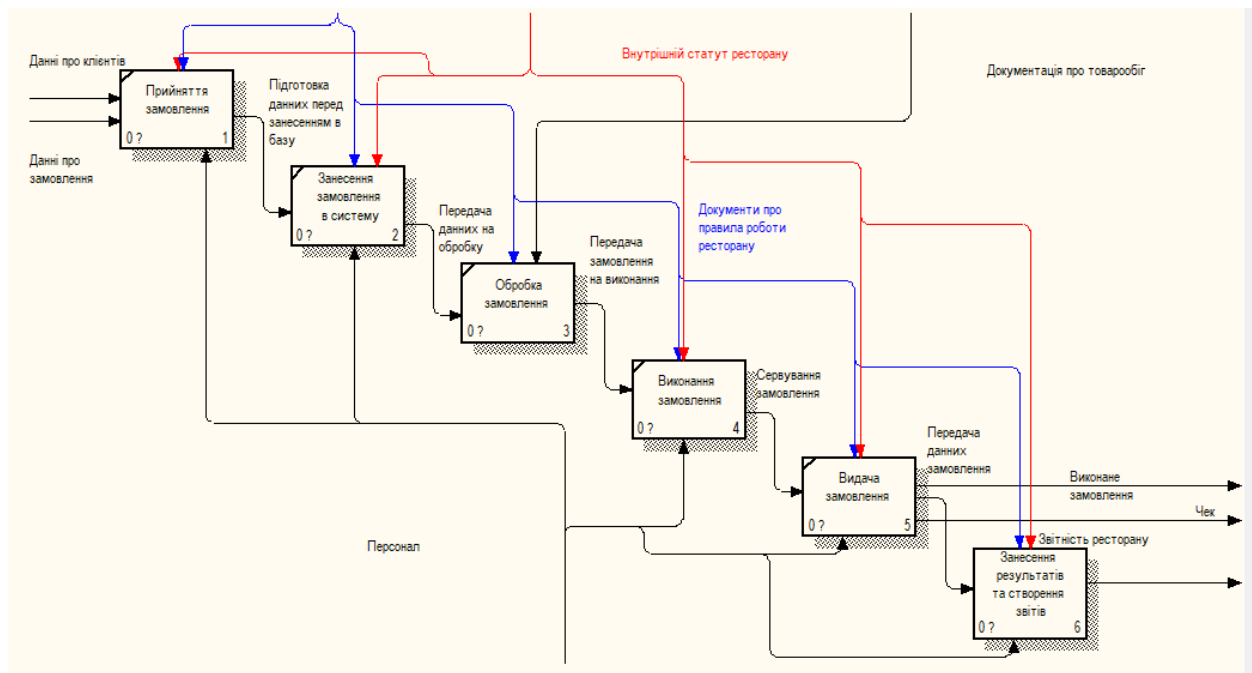 Данні про клієнтів
Внутрішній статут ресторану
Документація про товарообіг
Прийняття
замовлення
0 ?
1
Підготовка
данних перед
занесенням в
базу
Данні про
замовлення
Занесення
замовлення
в систему
0 ?
2
Передача
данних на
обробку
Документи про
правила роботи
ресторану
Передача
замовлення
на виконання
Обробка
замовлення
0 ?
3
Виконання
замовлення
0 ?
4
Сервування
замовлення
Передача
данних
замовлення
Видача
замовлення
0 ?
5
Виконане
замовлення
Чек
Персонал
Звітність ресторану
Занесення
результатів
та створення
звітів
0 ?
6